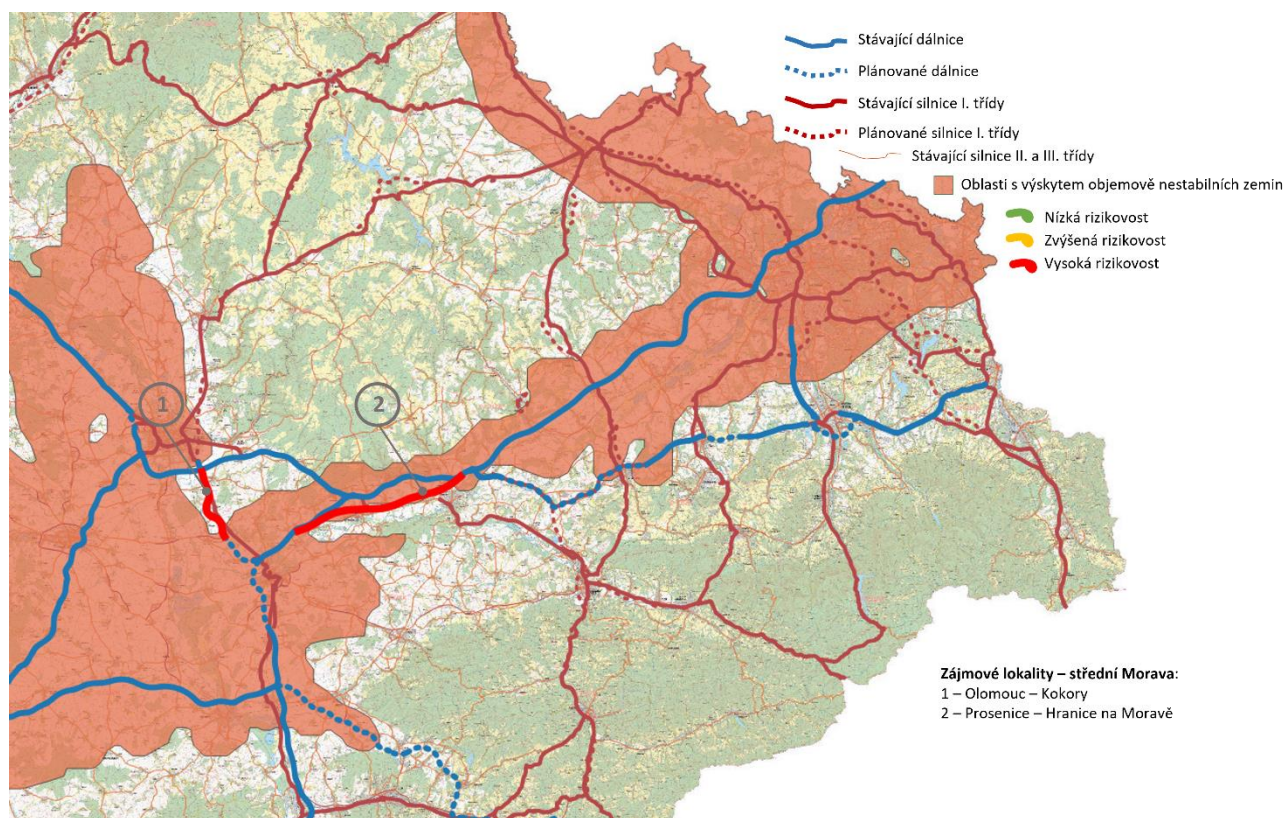 Stávající dálnice
Plánované dálnice
Stávající silnice I. třídy
Plánované silnice I. třídy
Stávající silnice II. a III. třídy
Oblasti s výskytem objemově nestabilních zemin
Nízká rizikovost
Zvýšená rizikovost
Vysoká rizikovost
1
2
Zájmové lokality – střední Morava:
1 – Olomouc – Kokory
2 – Prosenice – Hranice na Moravě